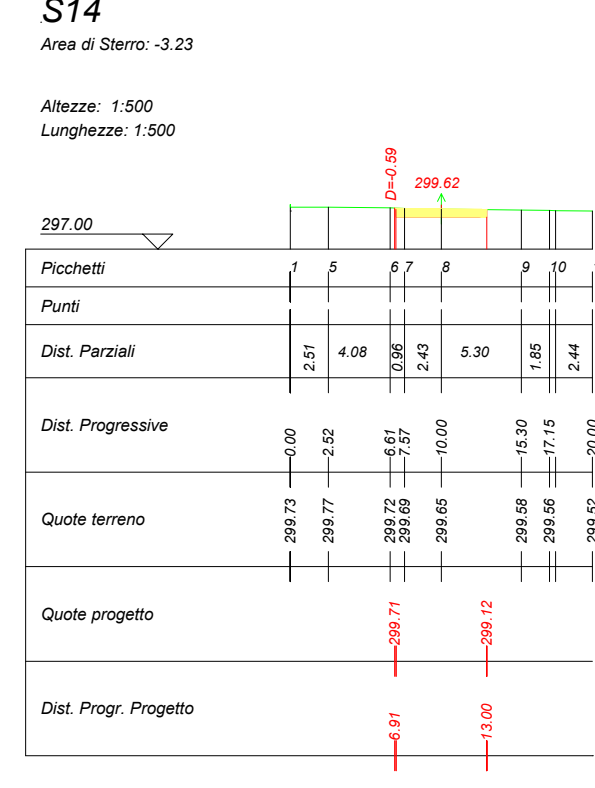 S14
Area di Sterro: -3.23
Altezze: 1:500
Lunghezze: 1:500
D=-0.59
299.62
297.00
Picchetti 1 5 6 7 8 9 10
Punti
Dist. Parziali 2.51 4.08 0.96 2.43 5.30 1.85 2.44
Dist. Progressive 0.00 2.52 6.61 7.57 10.00 15.30 17.15 20.00
Quote terreno 299.73 299.77 299.72 299.69 299.65 299.58 299.56 299.52
Quote progetto 299.71 299.12
Dist. Progr. Progetto 6.91 13.00